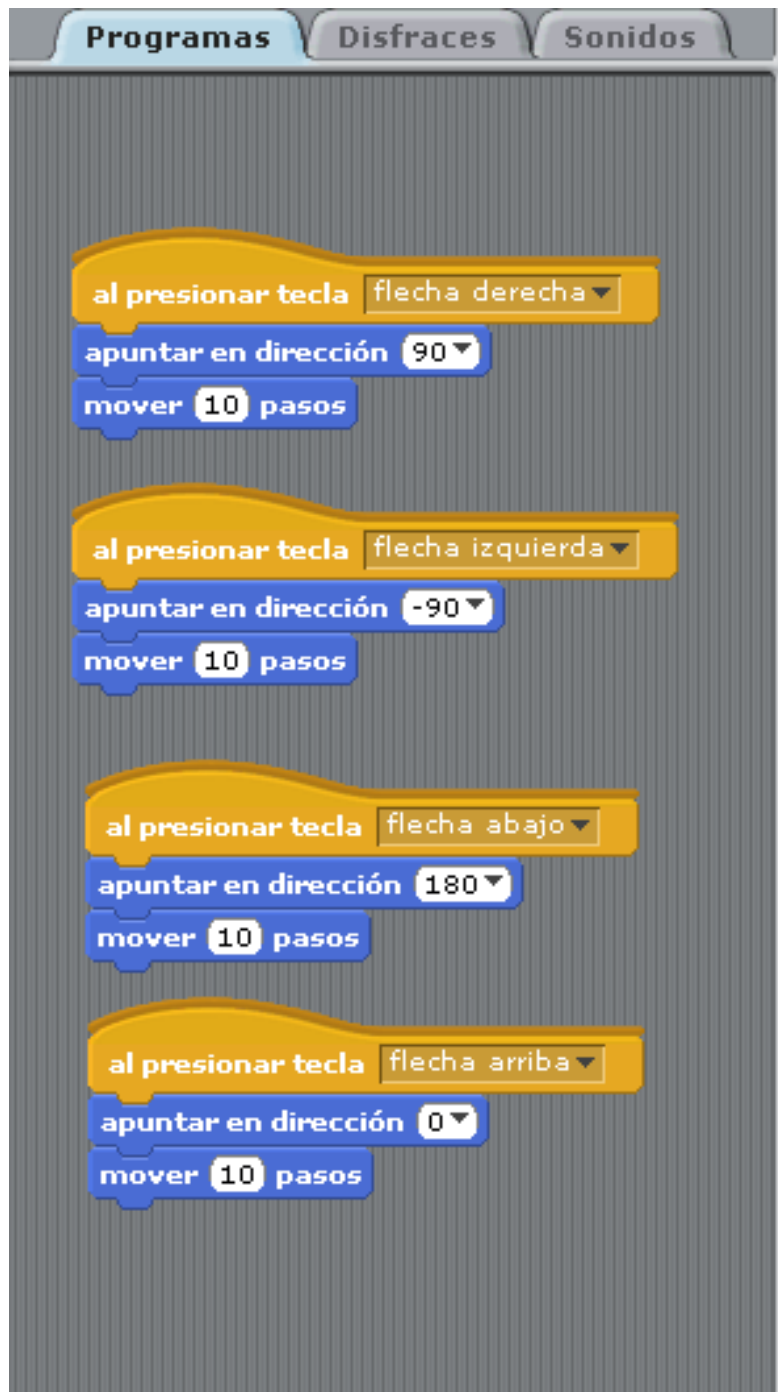 Programas Disfraces Sonidos
al presionar tecla flecha derecha
apuntar en dirección 90
mover 10 pasos
al presionar tecla flecha izquierda
apuntar en dirección -90
mover 10 pasos
al presionar tecla flecha abajo
apuntar en dirección 180
mover 10 pasos
al presionar tecla flecha arriba
apuntar en dirección 0
mover 10 pasos